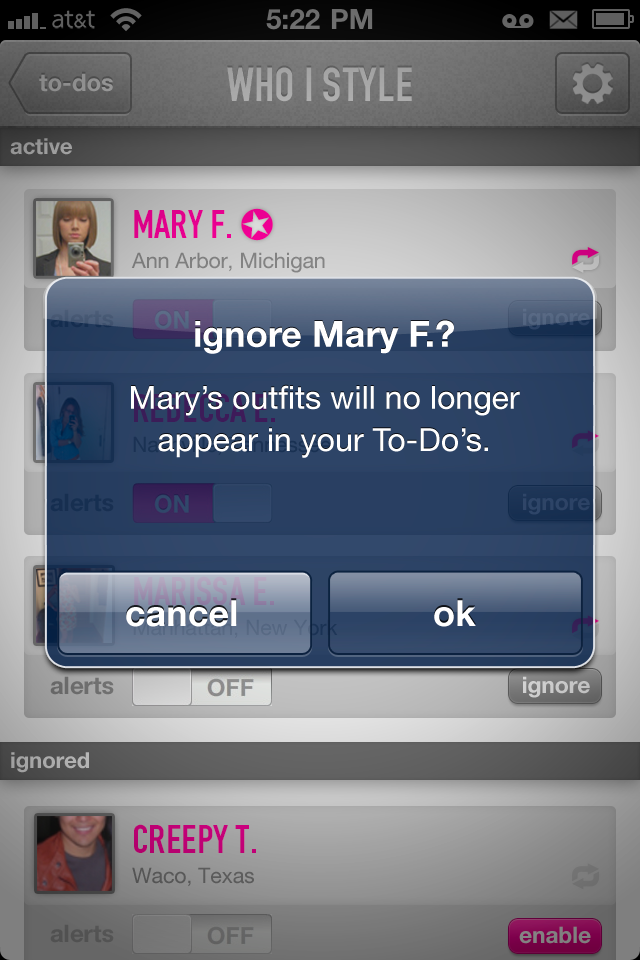 at&t 5:22 PM
to-dos WHO I STYLE
active
MARY F.
Ann Arbor, Michigan
alerts ON ignore
ignore Mary F.?
Mary’s outfits will no longer
appear in your To-Do’s.
REBECCA E.
alerts ON ignore
MARISSA E.
Manhattan, New York
cancel ok
alerts OFF ignore
ignored
CREEPY T.
Waco, Texas
alerts OFF enable